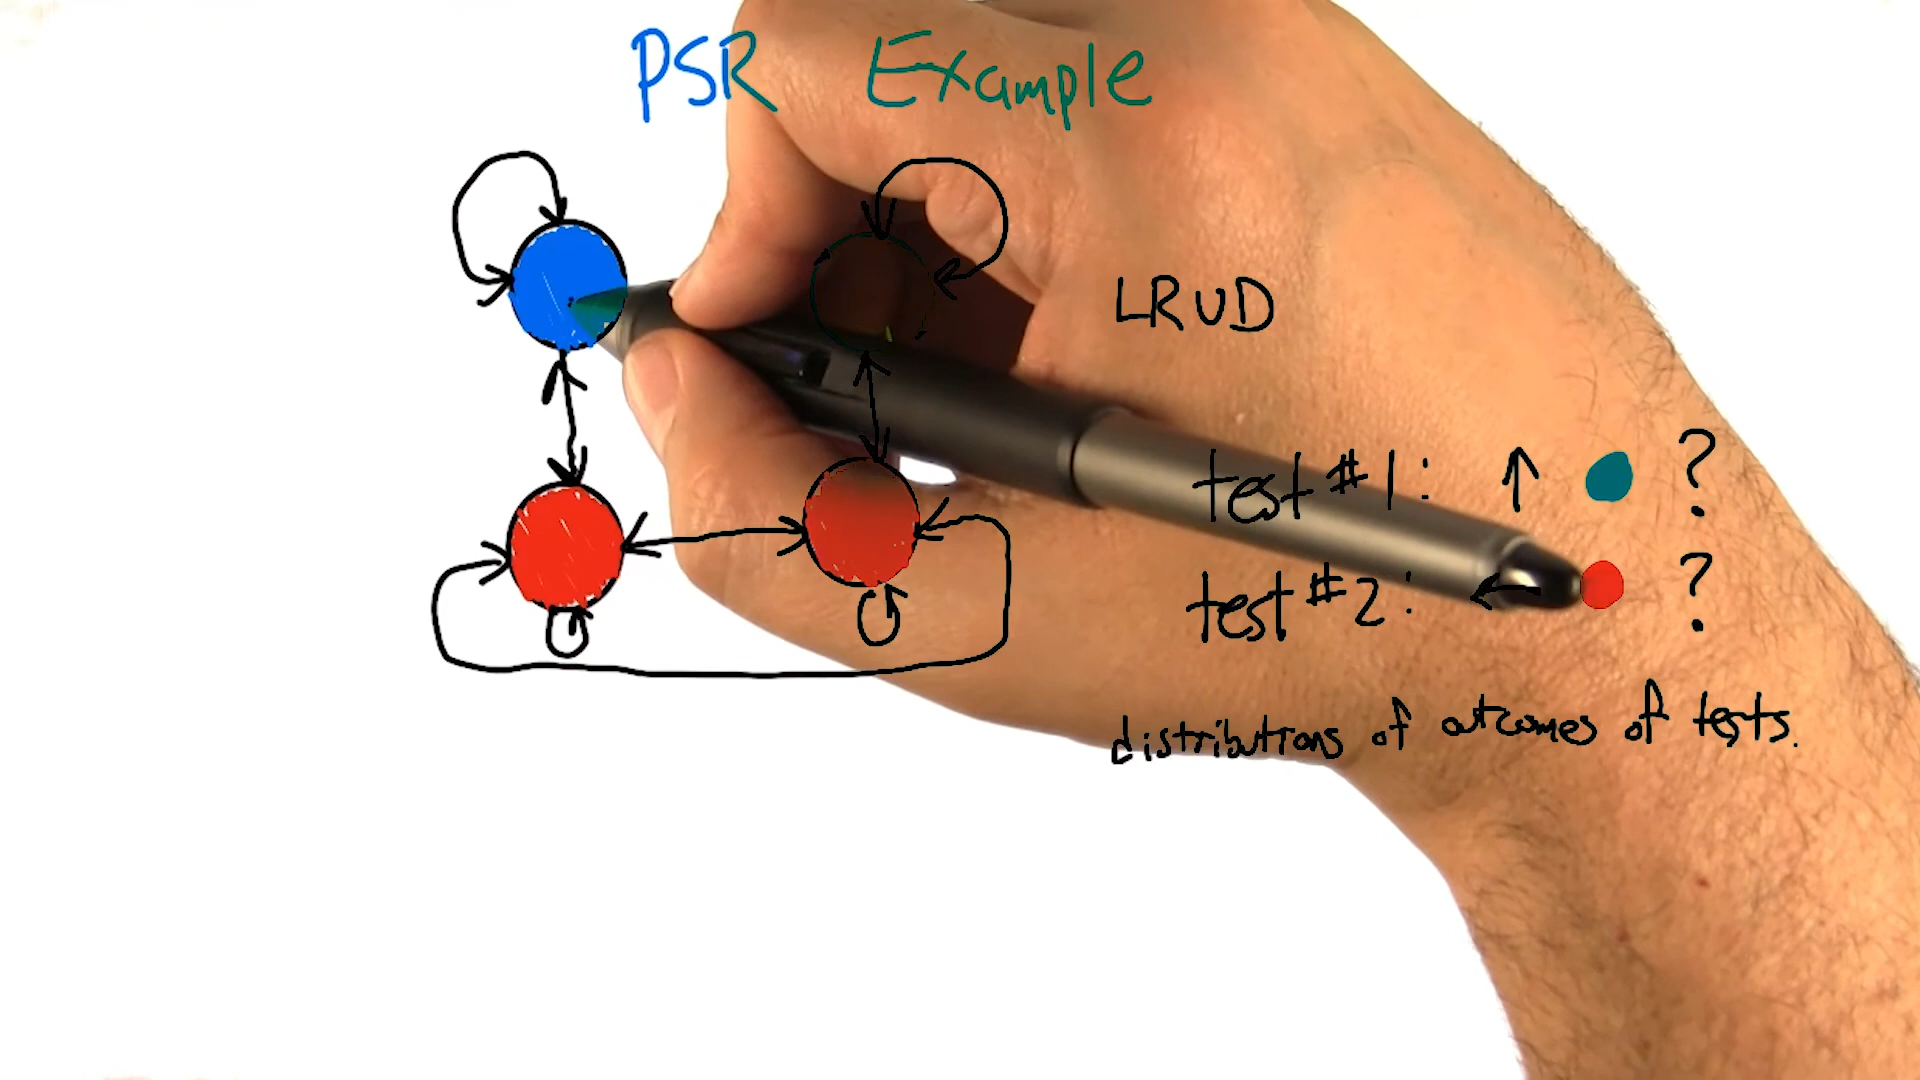 PSR Example
LRUD
test #1: ↑ ?
test #2: ← ?
distributions of outcomes of tests.